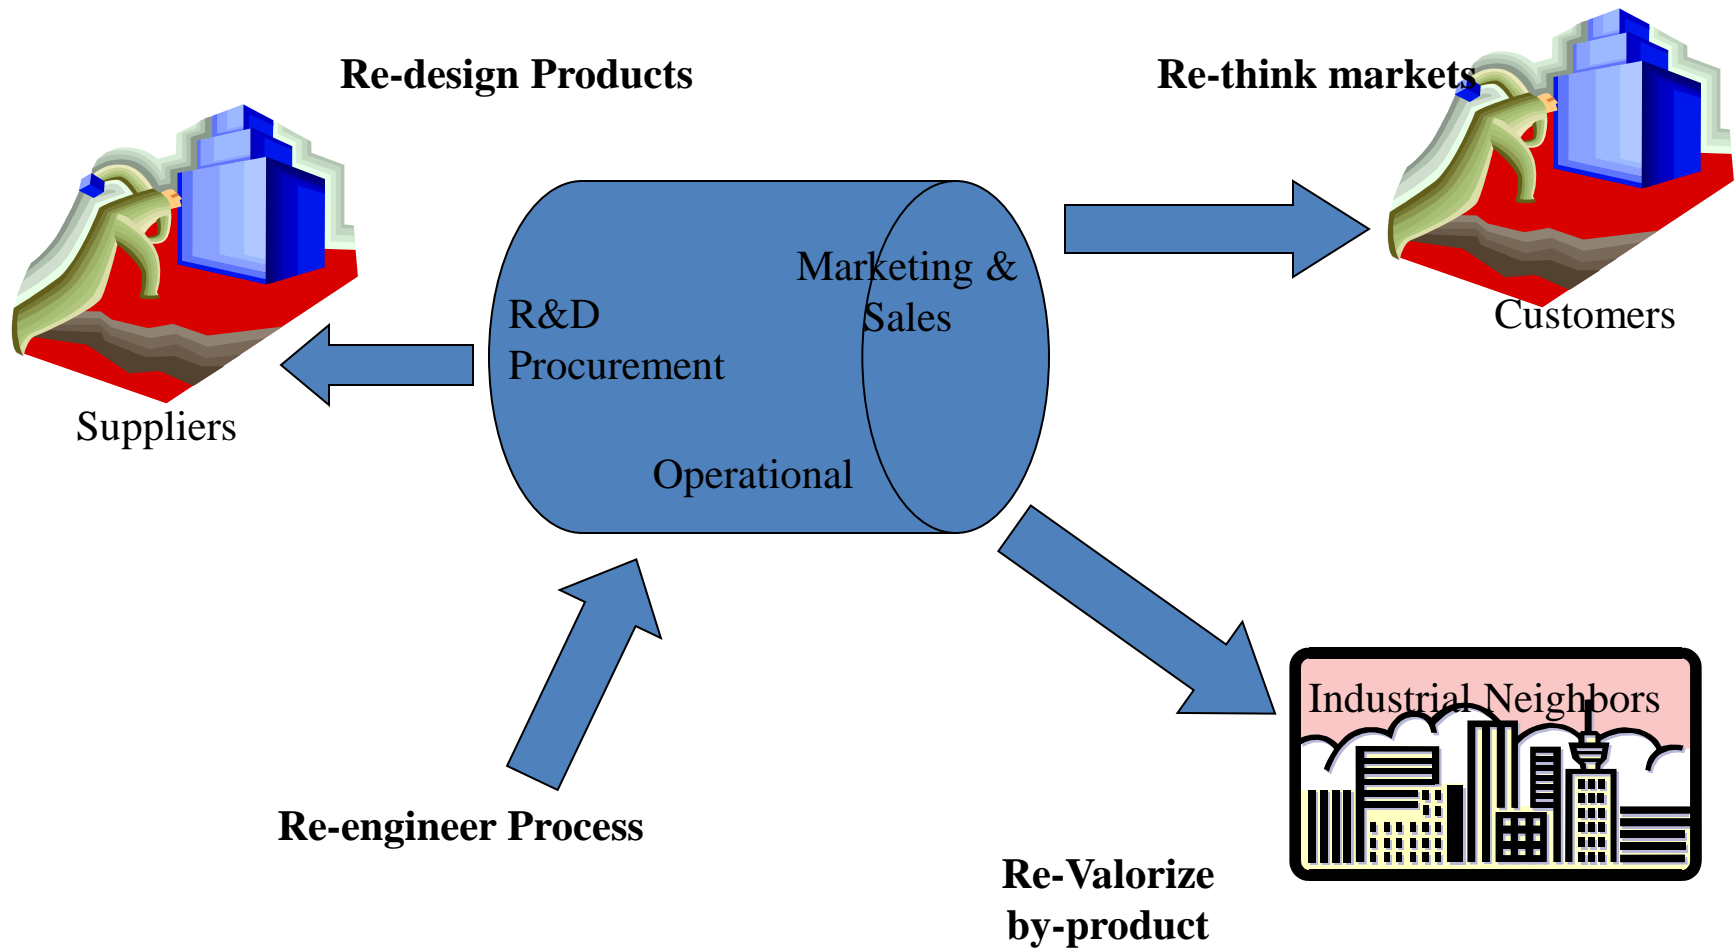 Re-design Products
Re-think markets
Marketing &
Sales
R&D
Procurement
Customers
Suppliers
Operational
Industrial Neighbors
Re-engineer Process
Re-Valorize
by-product